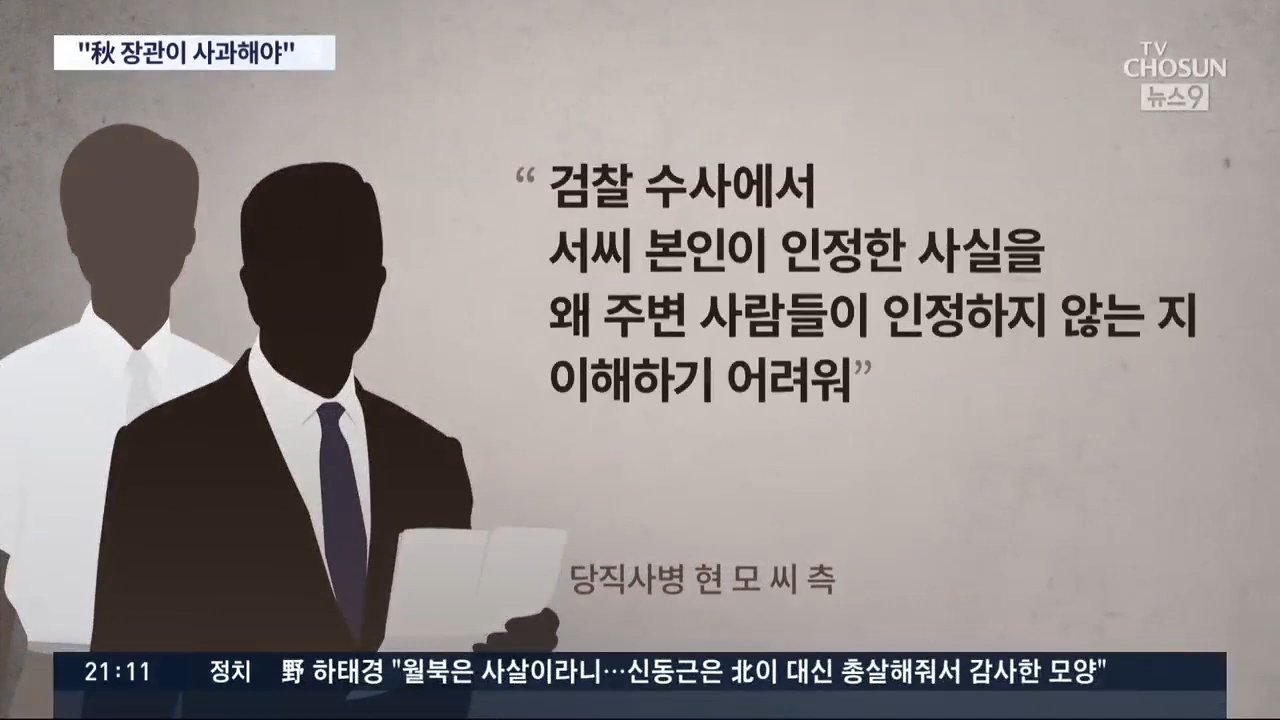 "秋 장관이 사과해야"
TV
CHOSUN
뉴스9
“ 검찰 수사에서
서씨 본인이 인정한 사실을
왜 주변 사람들이 인정하지 않는 지
이해하기 어려워”
당직사병 현 모 씨 측
21:11 정치 野 하태경 "월북은 사살이라니…신동근은 北이 대신 총살해줘서 감사한 모양"